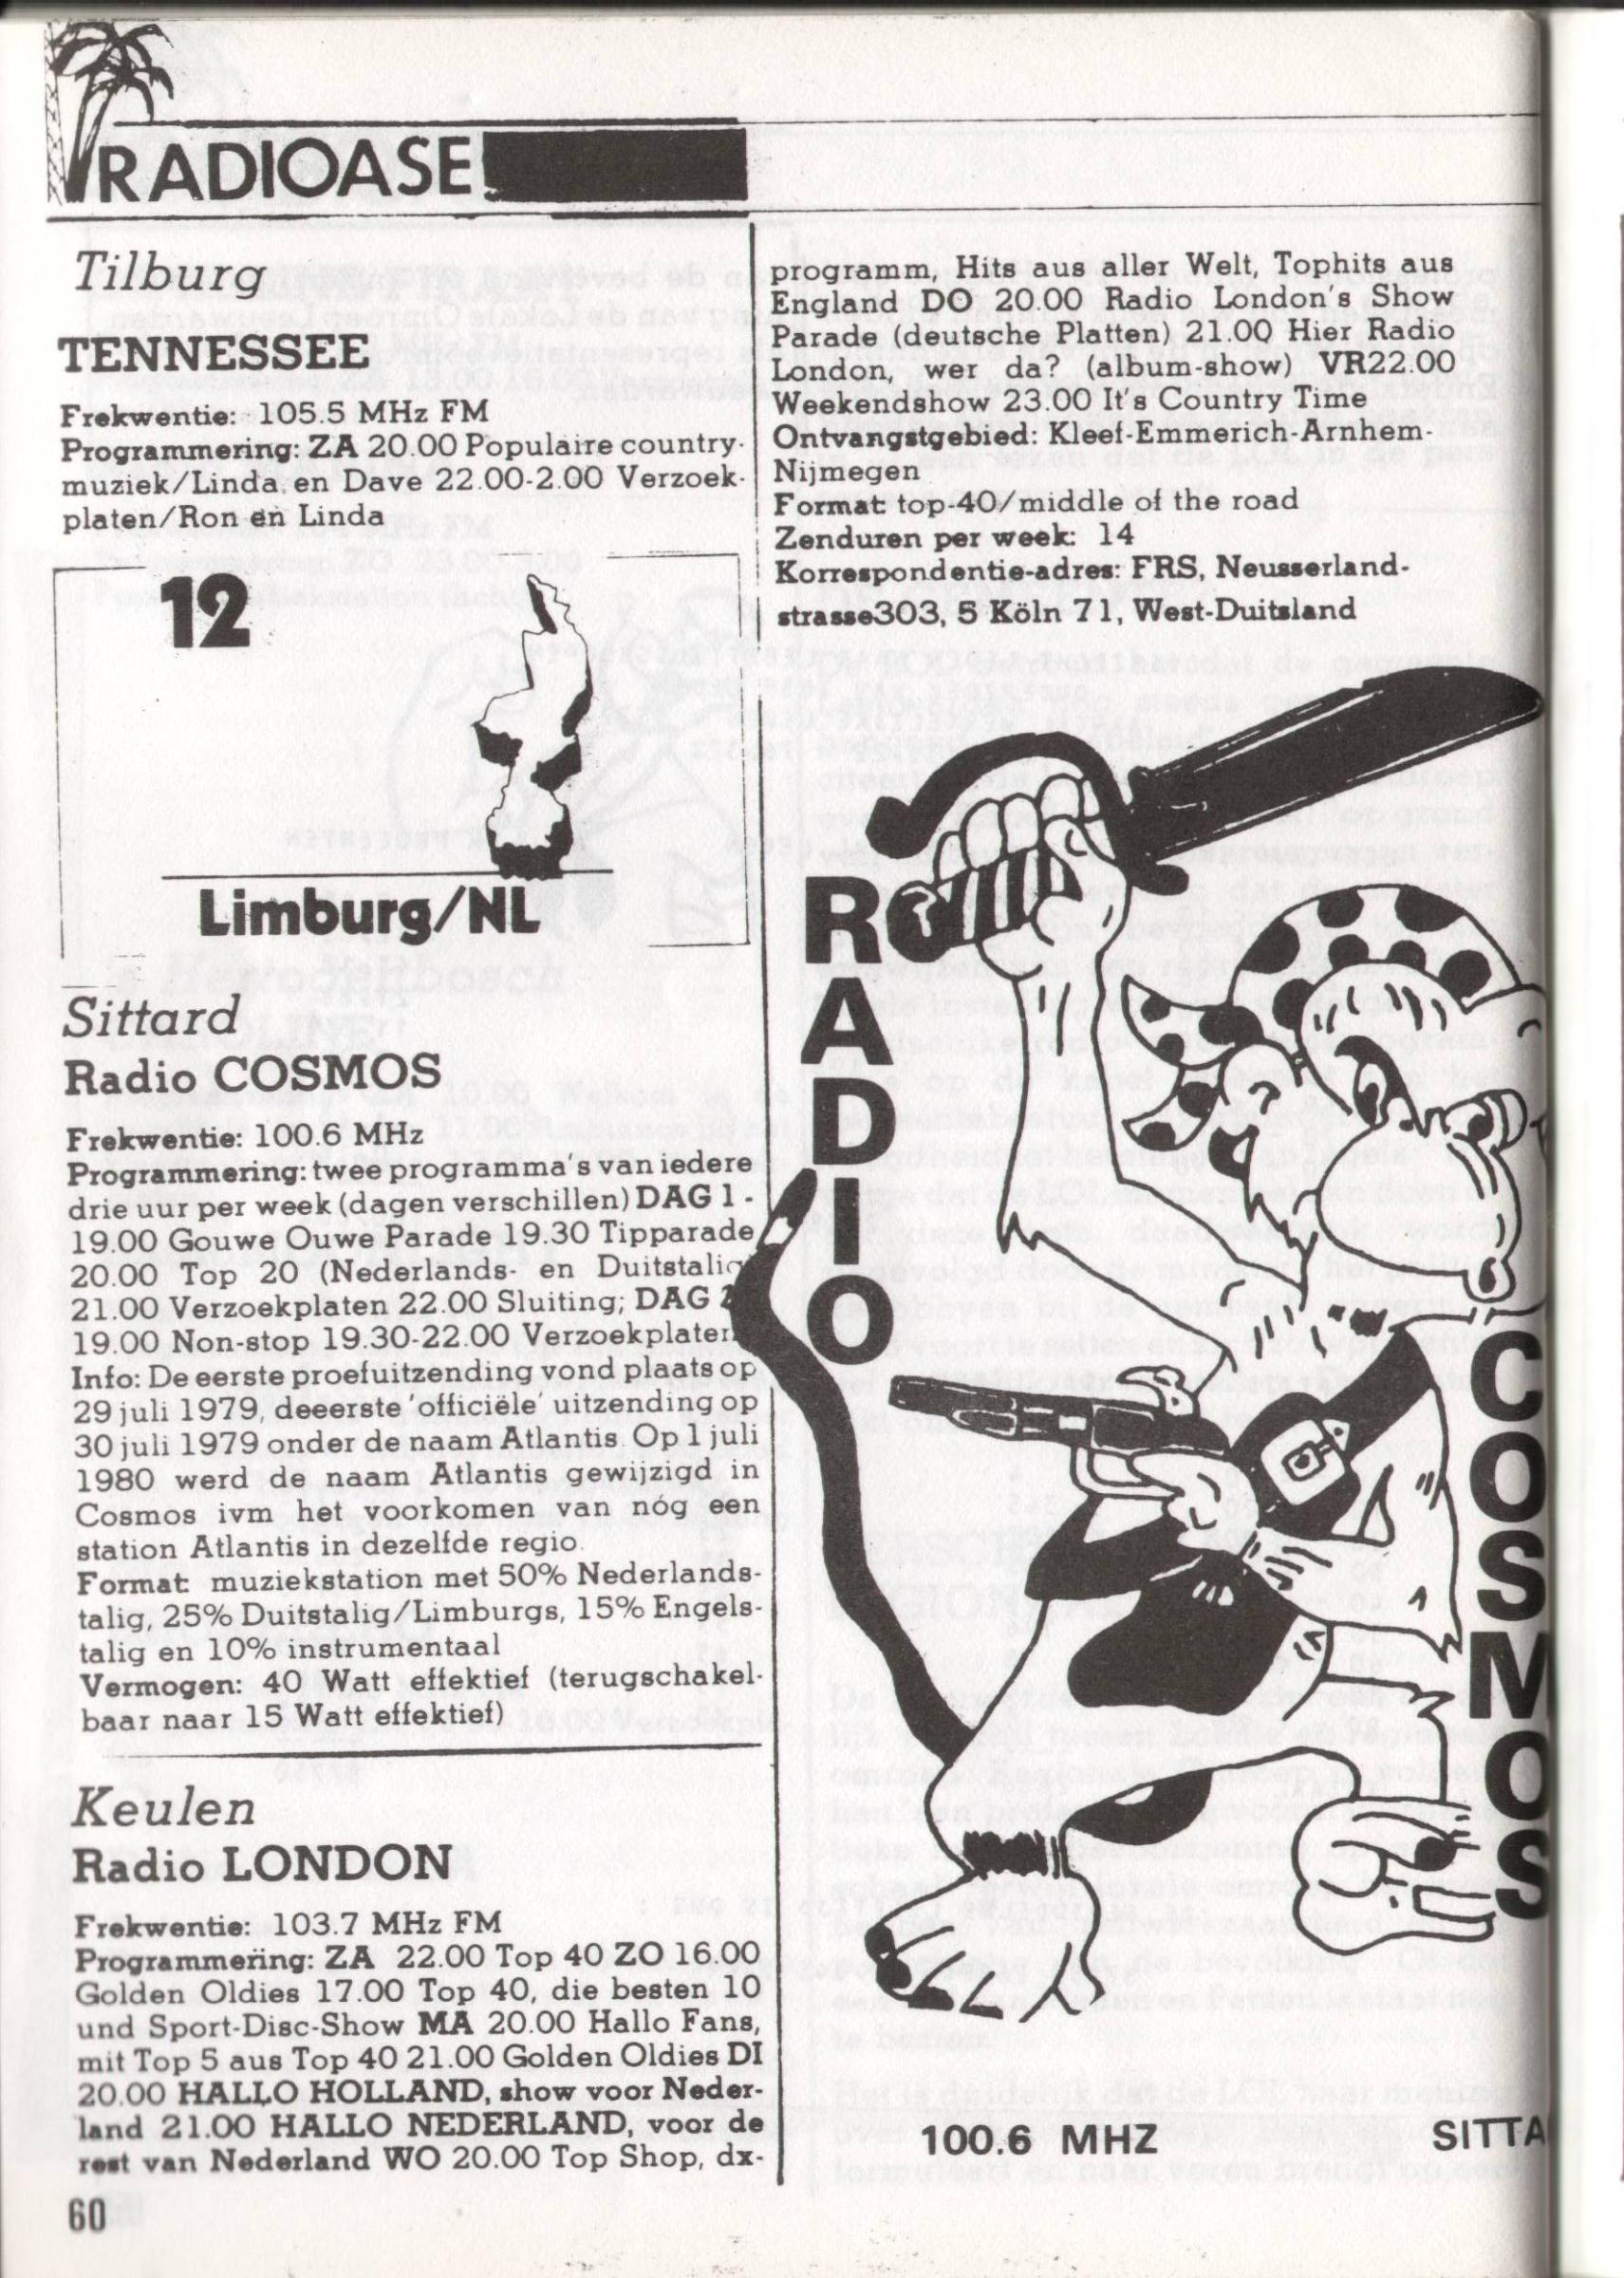 RADIOASE
Tilburg
TENNESSEE
Frekwentie: 105.5 MHz FM
Programmering: ZA 20.00 Populaire country-
muziek/Linda en Dave 22.00-2.00 Verzoek-
platen/Ron en Linda
12
Limburg/NL
Sittard
Radio COSMOS
Frekwentie: 100.6 MHz
Programmering: twee programma's van iedere
drie uur per week (dagen verschillen) DAG 1 -
19.00 Gouwe Ouwe Parade 19.30 Tipparade
20.00 Top 20 (Nederlands- en Duitstalig
21.00 Verzoekplaten 22.00 Sluiting; DAG 2
19.00 Non-stop 19.30-22.00 Verzoekplaten
Info: De eerste proefuitzending vond plaats op
29 juli 1979, deeerste 'officiële' uitzending op
30 juli 1979 onder de naam Atlantis. Op 1 juli
1980 werd de naam Atlantis gewijzigd in
Cosmos ivm het voorkomen van nóg een
station Atlantis in dezelfde regio.
Format: muziekstation met 50% Nederlands-
talig, 25% Duitstalig/Limburgs, 15% Engels-
talig en 10% instrumentaal
Vermogen: 40 Watt effektief (terugschakel-
baar naar 15 Watt effektief)
Keulen
Radio LONDON
Frekwentie: 103.7 MHz FM
Programmering: ZA 22.00 Top 40 ZO 16.00
Golden Oldies 17.00 Top 40, die besten 10
und Sport-Disc-Show MA 20.00 Hallo Fans,
mit Top 5 aus Top 40 21.00 Golden Oldies DI
20.00 HALLO HOLLAND, show voor Neder-
land 21.00 HALLO NEDERLAND, voor de
rest van Nederland WO 20.00 Top Shop, dx-
60
programm, Hits aus aller Welt, Tophits aus
England DO 20.00 Radio London's Show
Parade (deutsche Platten) 21.00 Hier Radio
London, wer da? (album-show) VR22.00
Weekendshow 23.00 It's Country Time
Ontvangstgebied: Kleef-Emmerich-Arnhem-
Nijmegen
Format: top-40/middle of the road
Zenduren per week: 14
Korrespondentie-adres: FRS, Neusserland-
strasse303, 5 Köln 71, West-Duitsland
RADIO
COSMOS
100.6 MHZ
SITTA